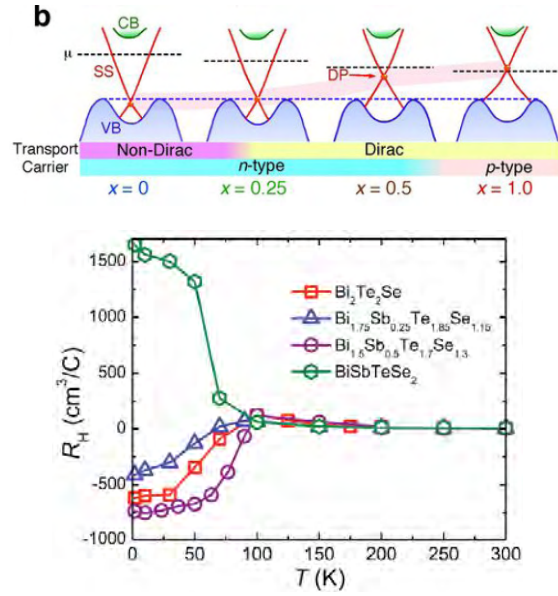 b
CB
μ
SS
DP
VB
Transport Non-Dirac Dirac
Carrier n-type p-type
x = 0 x = 0.25 x = 0.5 x = 1.0
1500
1000
500
0
-500
-1000
R_H (cm³/C)
Bi₂Te₂Se
Bi₁.₇₅Sb₀.₂₅Te₁.₈₅Se₁.₁₅
Bi₁.₅Sb₀.₅Te₁.₇Se₁.₃
BiSbTeSe₂
0 50 100 150 200 250 300
T (K)